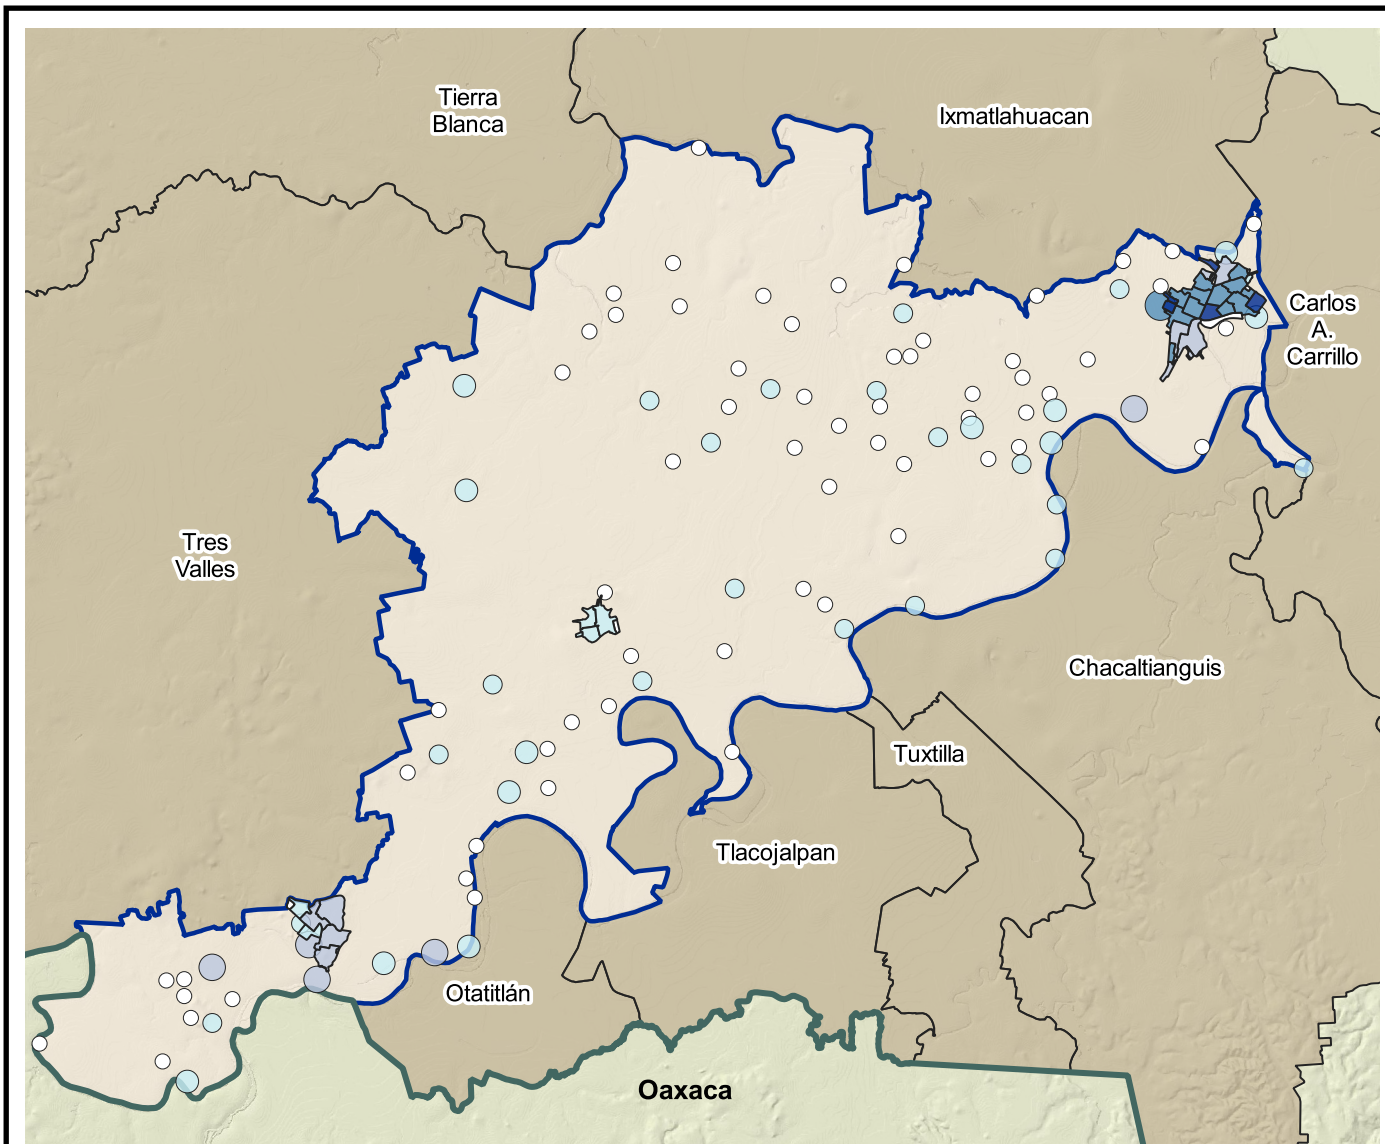 Tierra
Blanca
Ixmatlahuacan
Carlos
A.
Carrillo
Tres
Valles
Chacaltianguis
Tuxtilla
Tlacojalpan
Otatitlán
Oaxaca